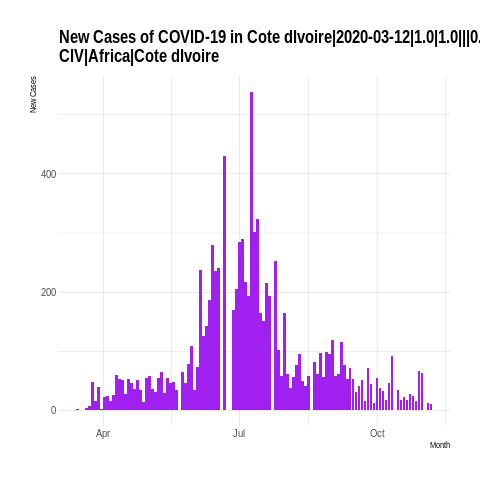 New Cases of COVID-19 in Cote dIvoire|2020-03-12|1.0|1.0|||0.
CIV|Africa|Cote dIvoire
New Cases
400
200
0
Apr
Jul
Oct
Month